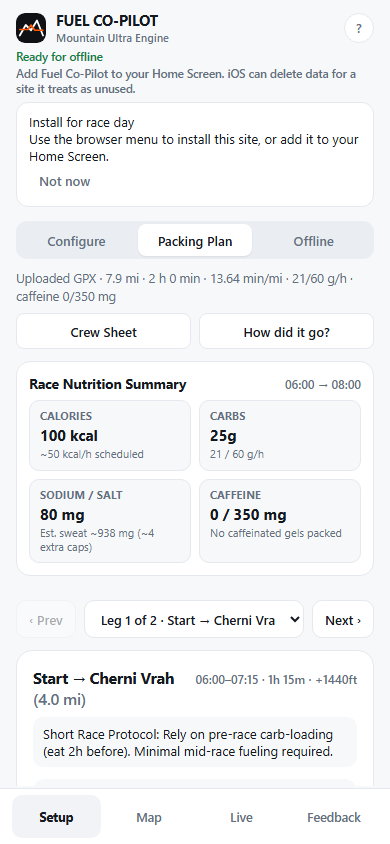 FUEL CO-PILOT
Mountain Ultra Engine
?
Ready for offline
Add Fuel Co-Pilot to your Home Screen. iOS can delete data for a
site it treats as unused.
Install for race day
Use the browser menu to install this site, or add it to your
Home Screen.
Not now
Configure
Packing Plan
Offline
Uploaded GPX · 7.9 mi · 2 h 0 min · 13.64 min/mi · 21/60 g/h ·
caffeine 0/350 mg
Crew Sheet
How did it go?
Race Nutrition Summary
06:00 → 08:00
CALORIES
100 kcal
~50 kcal/h scheduled
CARBS
25g
21 / 60 g/h
SODIUM / SALT
80 mg
Est. sweat ~938 mg (~4
extra caps)
CAFFEINE
0 / 350 mg
No caffeinated gels packed
‹ Prev
Leg 1 of 2 · Start → Cherni Vra
Next ›
Start → Cherni Vrah
(4.0 mi)
06:00–07:15 · 1h 15m · +1440ft
Short Race Protocol: Rely on pre-race carb-loading
(eat 2h before). Minimal mid-race fueling required.
Setup
Map
Live
Feedback